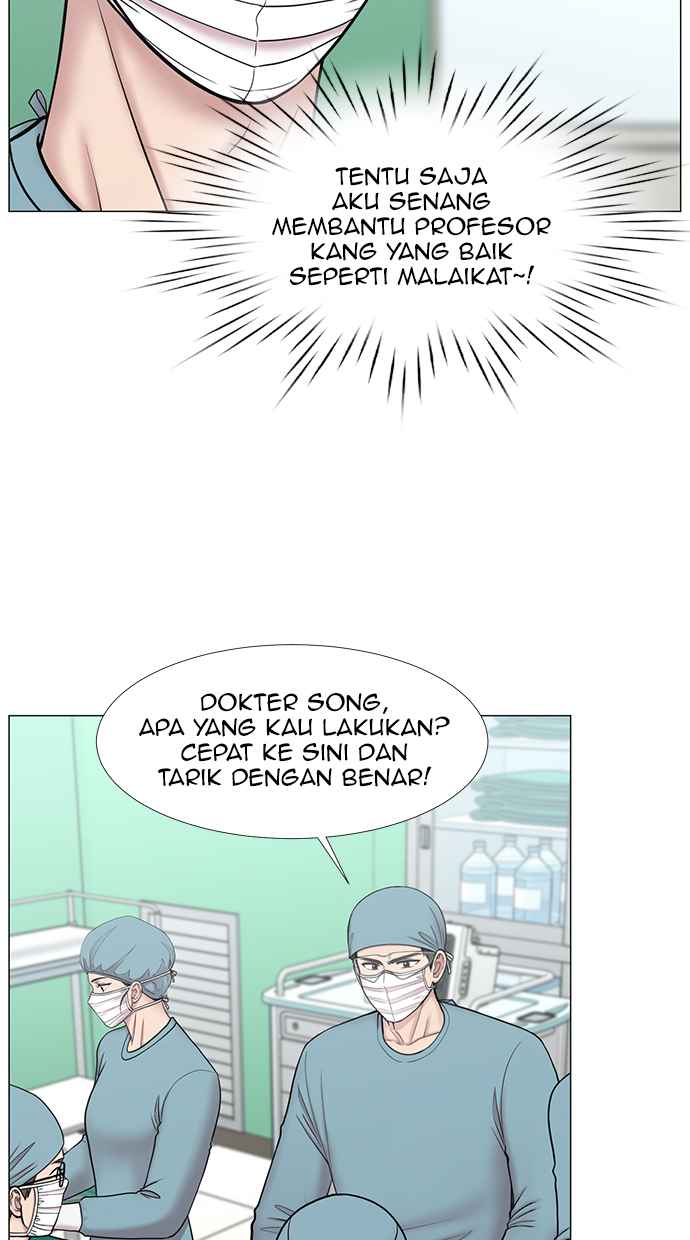 TENTU SAJA
AKU SENANG
MEMBANTU PROFESOR
KANG YANG BAIK
SEPERTI MALAIKAT~!
DOKTER SONG,
APA YANG KAU LAKUKAN?
CEPAT KE SINI DAN
TARIK DENGAN BENAR!